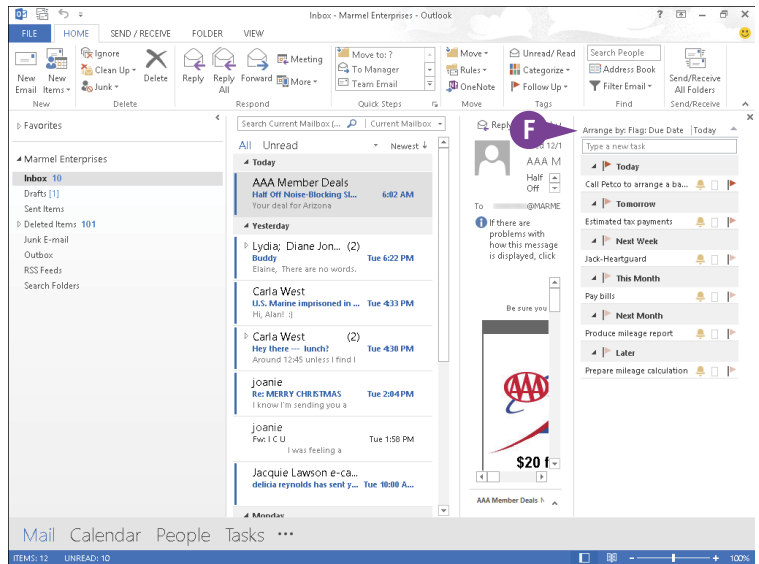 Inbox - Marmel Enterprises - Outlook
FILE HOME SEND / RECEIVE FOLDER VIEW
New Email
New Items
New
Ignore
Clean Up
Junk
Delete
Delete
Reply
Reply All
Forward
Meeting
More
Respond
Move to: ?
To Manager
Team Email
Quick Steps
Move
Rules
OneNote
Move
Unread/ Read
Categorize
Follow Up
Tags
Search People
Address Book
Filter Email
Find
Send/Receive All Folders
Send/Receive
Favorites
Marmel Enterprises
Inbox 10
Drafts [1]
Sent Items
Deleted Items 101
Junk E-mail
Outbox
RSS Feeds
Search Folders
Search Current Mailbox (... Current Mailbox
All Unread Newest
Today
AAA Member Deals
Half Off Noise-Blocking Sl... 6:02 AM
Your deal for Arizona
Yesterday
Lydia; Diane Jon... (2)
Buddy Tue 6:22 PM
Elaine, There are no words.
Carla West
U.S. Marine imprisoned in ... Tue 4:33 PM
Hi, Alan! :)
Carla West (2)
Hey there --- lunch? Tue 4:30 PM
Around 12:45 unless I find I
joanie
Re: MERRY CHRISTMAS Tue 2:04 PM
I know I'm sending you a
joanie
Fw: I C U Tue 1:58 PM
I was feeling a
Jacquie Lawson e-ca...
delicia reynolds has sent y... Tue 10:00 A...
Monday
12/1
AAA M
Half
Off
To @MARME
If there are
problems with
how this message
is displayed, click
Be sure you
AAA
$20 f
AAA Member Deals
F
Arrange by: Flag: Due Date Today
Type a new task
Today
Call Petco to arrange a ba...
Tomorrow
Estimated tax payments
Next Week
Jack-Heartguard
This Month
Pay bills
Next Month
Produce mileage report
Later
Prepare mileage calculation
Mail Calendar People Tasks ...
ITEMS: 12 UNREAD: 10 100%